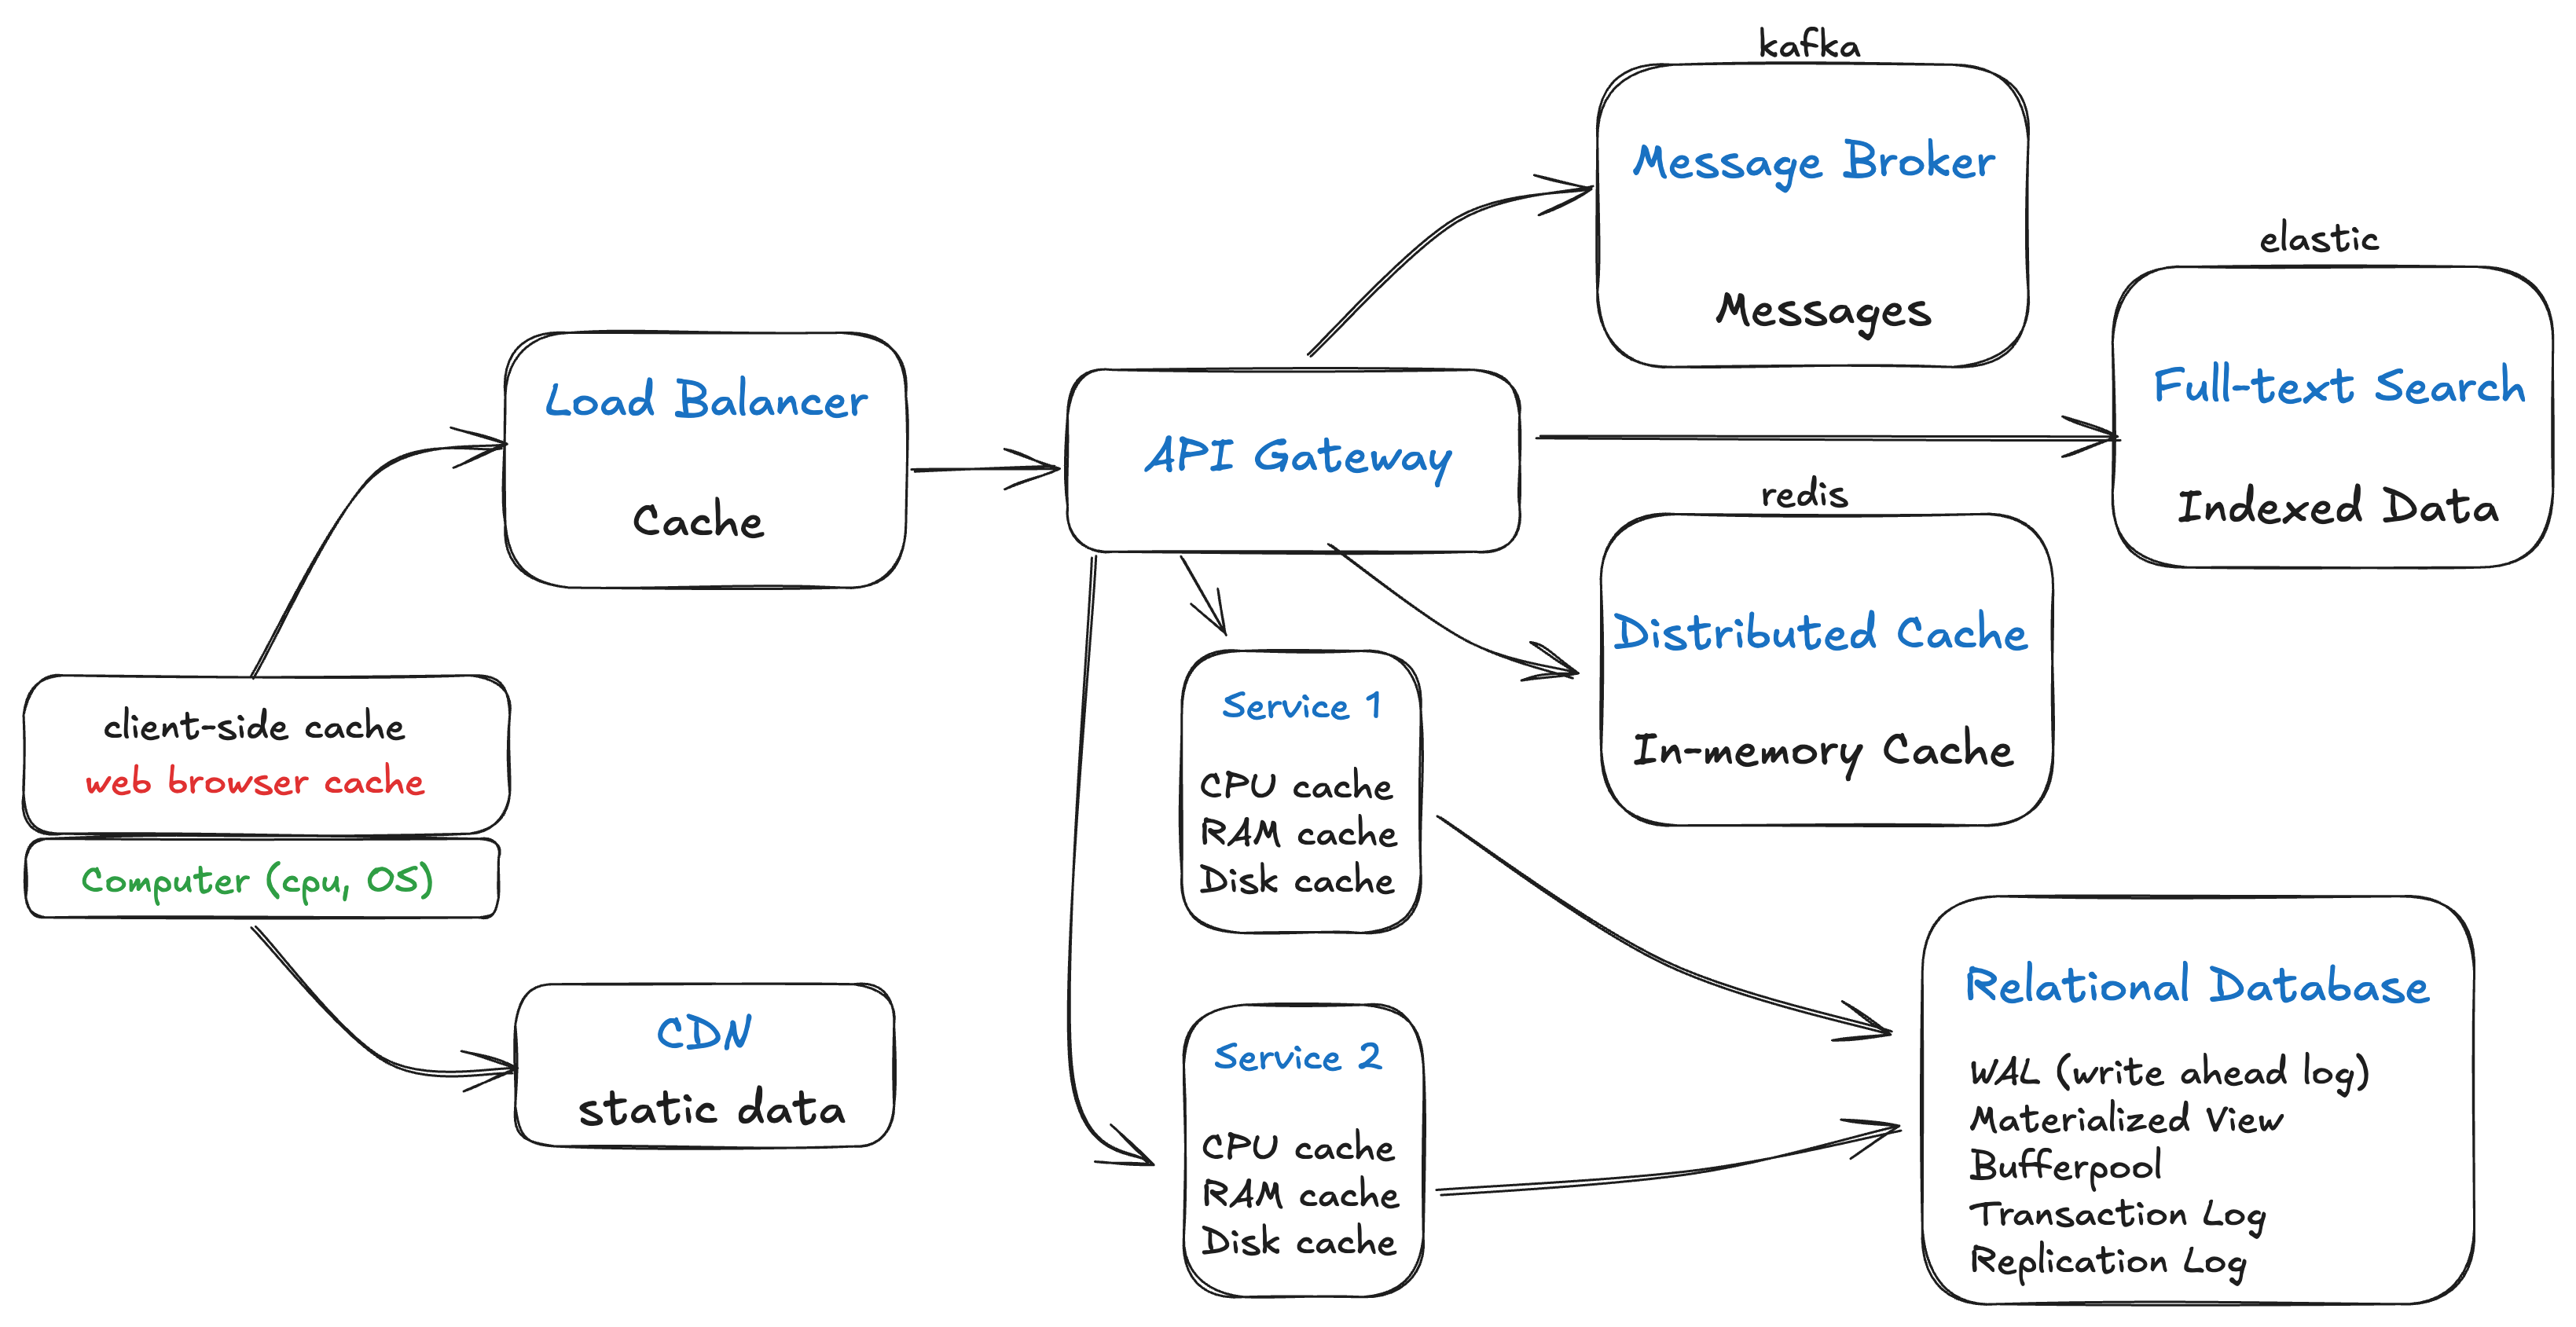 kafka
Message Broker
Messages
elastic
Full-text Search
Indexed Data
Load Balancer
Cache
API Gateway
redis
Distributed Cache
In-memory Cache
client-side cache
web browser cache
Computer (cpu, OS)
CDN
static data
Service 1
CPU cache
RAM cache
Disk cache
Service 2
CPU cache
RAM cache
Disk cache
Relational Database
WAL (write ahead log)
Materialized View
Bufferpool
Transaction Log
Replication Log